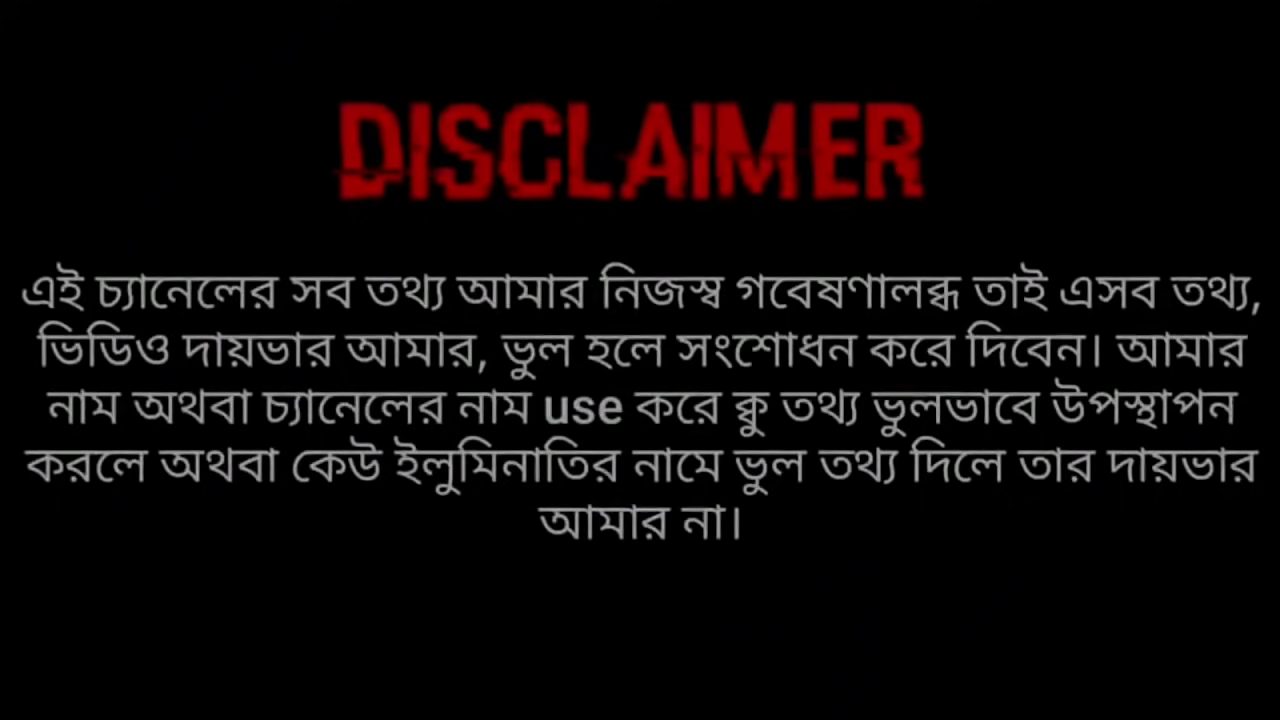 DISCLAIMER
এই চ্যানেলের সব তথ্য আমার নিজস্ব গবেষণালব্ধ তাই এসব তথ্য,
ভিডিও দায়ভার আমার, ভুল হলে সংশোধন করে দিবেন। আমার
নাম অথবা চ্যানেলের নাম use করে ক্লু তথ্য ভুলভাবে উপস্থাপন
করলে অথবা কেউ ইলুমিনাতির নামে ভুল তথ্য দিলে তার দায়ভার
আমার না।